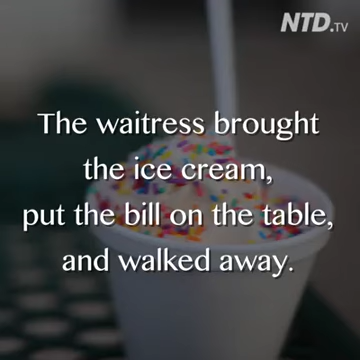 NTD.TV
The waitress brought
the ice cream,
put the bill on the table,
and walked away.